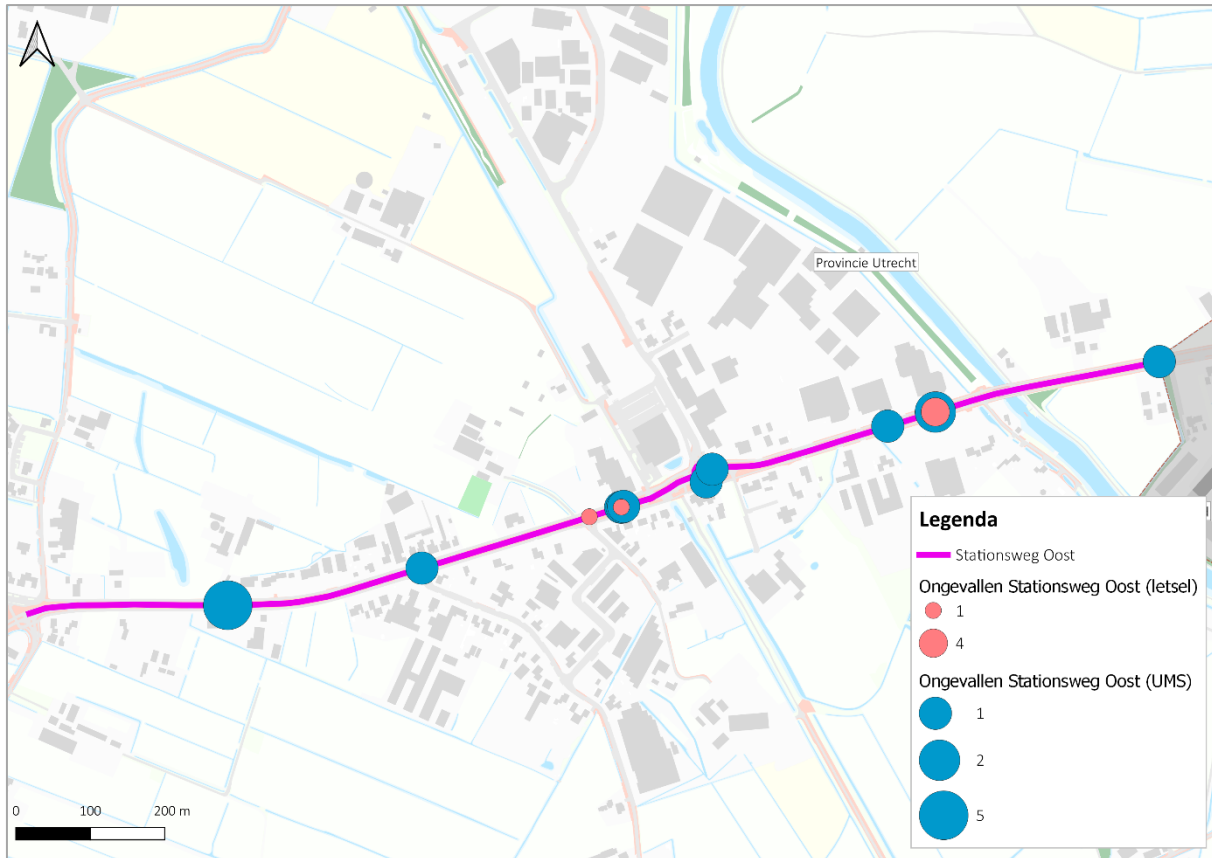 Provincie Utrecht
Legenda
Stationsweg Oost
Ongevallen Stationsweg Oost (letsel)
1
4
Ongevallen Stationsweg Oost (UMS)
1
2
5
0 100 200 m